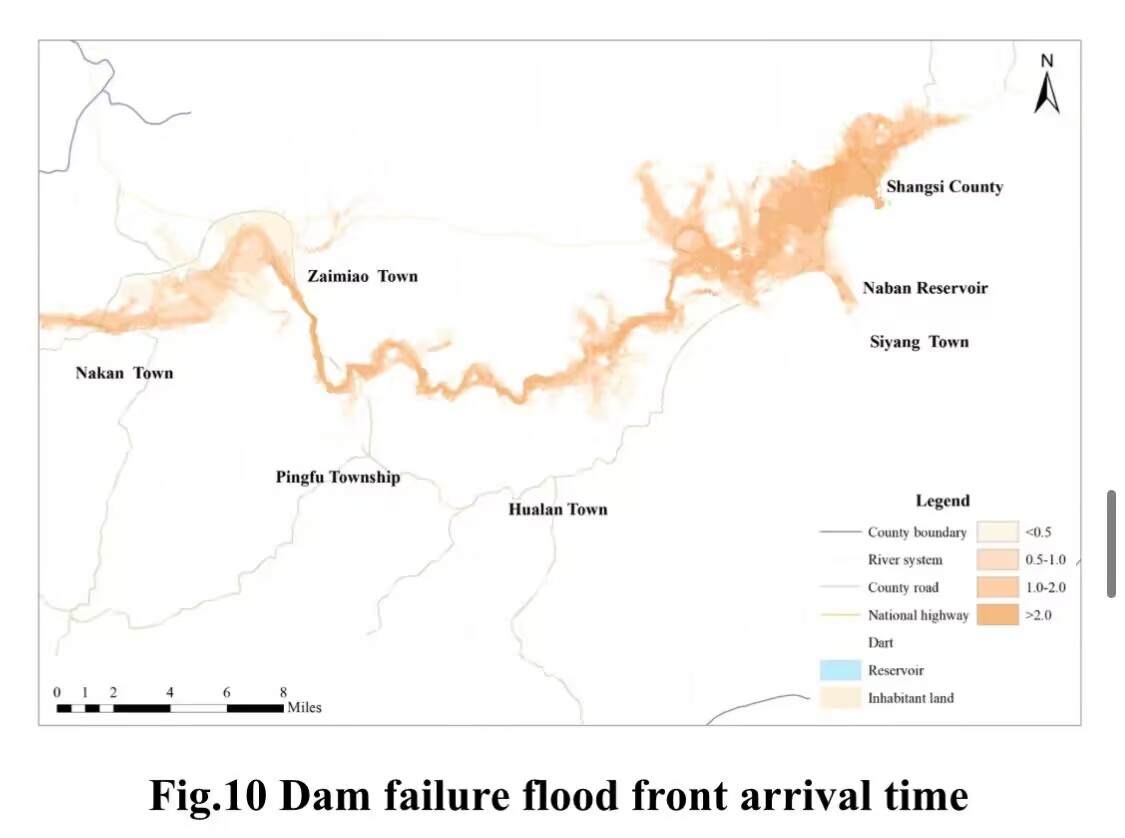 N
Shangsi County
Zaimiao Town
Naban Reservoir
Siyang Town
Nakan Town
Pingfu Township
Hualan Town
Legend
County boundary <0.5
River system 0.5-1.0
County road 1.0-2.0
National highway >2.0
Dart
Reservoir
Inhabitant land
0 1 2 4 6 8
Miles
Fig.10 Dam failure flood front arrival time